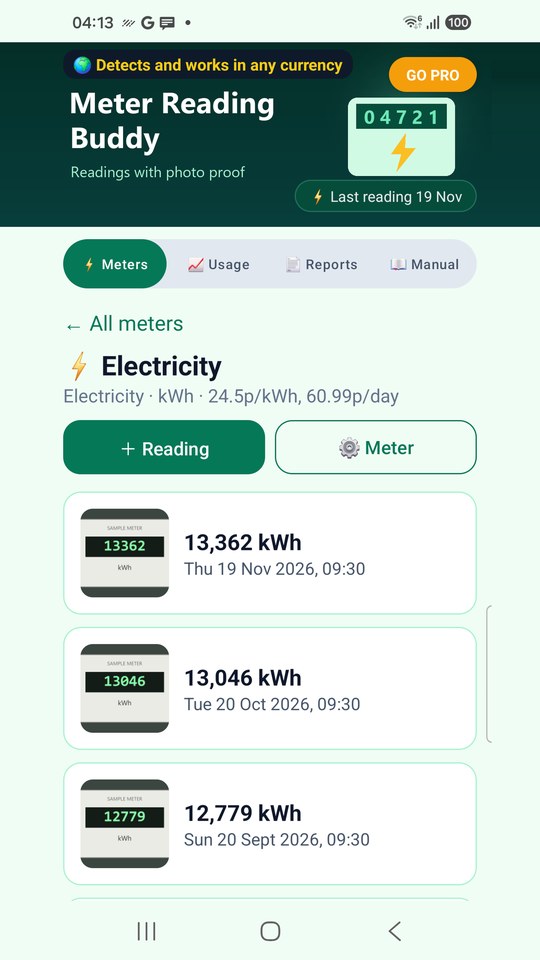 04:13
100
🌍 Detects and works in any currency
GO PRO
Meter Reading
Buddy
04721
Readings with photo proof
⚡ Last reading 19 Nov
⚡ Meters
📈 Usage
📄 Reports
📖 Manual
← All meters
⚡ Electricity
Electricity · kWh · 24.5p/kWh, 60.99p/day
+ Reading
⚙️ Meter
SAMPLE METER
13362
kWh
13,362 kWh
Thu 19 Nov 2026, 09:30
SAMPLE METER
13046
kWh
13,046 kWh
Tue 20 Oct 2026, 09:30
SAMPLE METER
12779
kWh
12,779 kWh
Sun 20 Sept 2026, 09:30